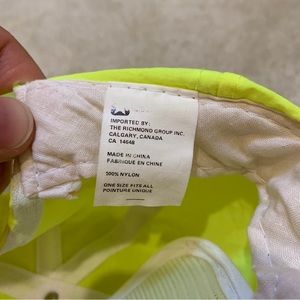 IMPORTED BY:
THE RICHMOND GROUP INC.
CALGARY, CANADA
CA 14648
MADE IN CHINA
FABRIQUE EN CHINE
100% NYLON
ONE SIZE FITS ALL
POINTURE UNIQUE